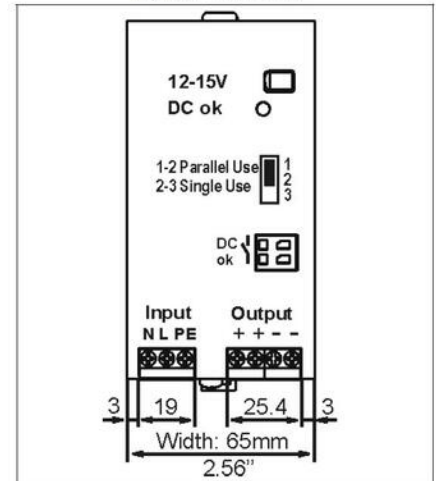 12-15V
DC ok
1-2 Parallel Use
2-3 Single Use
1
2
3
DC
ok
Input
Output
N L PE
+ + - -
3
19
25.4
3
Width: 65mm
2.56”